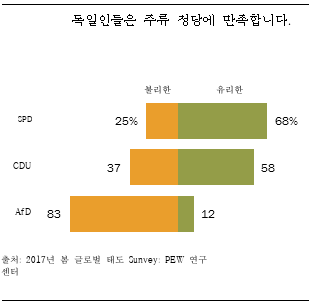 독일인들은 주류 정당에 만족합니다.
불리한 유리한
SPD 25% 68%
CDU 37 58
AfD 83 12
출처: 2017년 봄 글로벌 태도 Survey: PEW 연구
센터